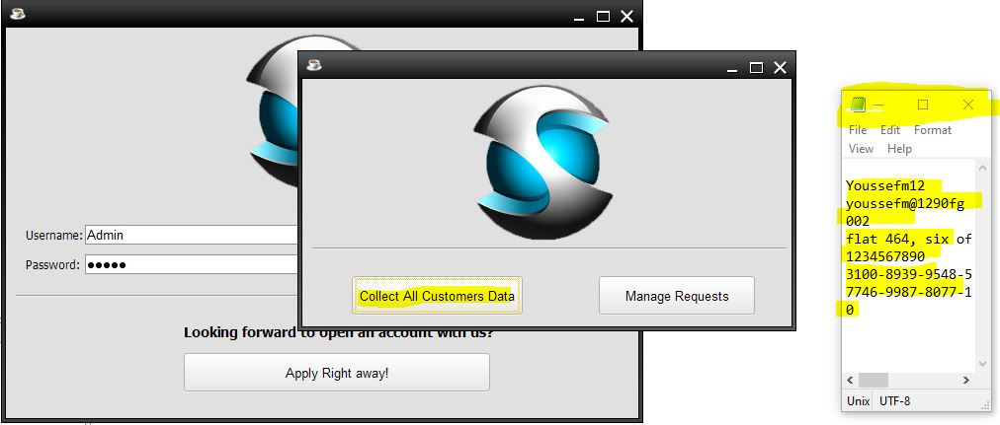 Username: Admin
Password: ●●●●●
Looking forward to open an account with us?
Apply Right away!
Collect All Customers Data
Manage Requests
File Edit Format
View Help
Youssefm12
youssefm@1290fg
002
flat 464, six of
1234567890
3100-8939-9548-5
7746-9987-8077-1
0
Unix UTF-8